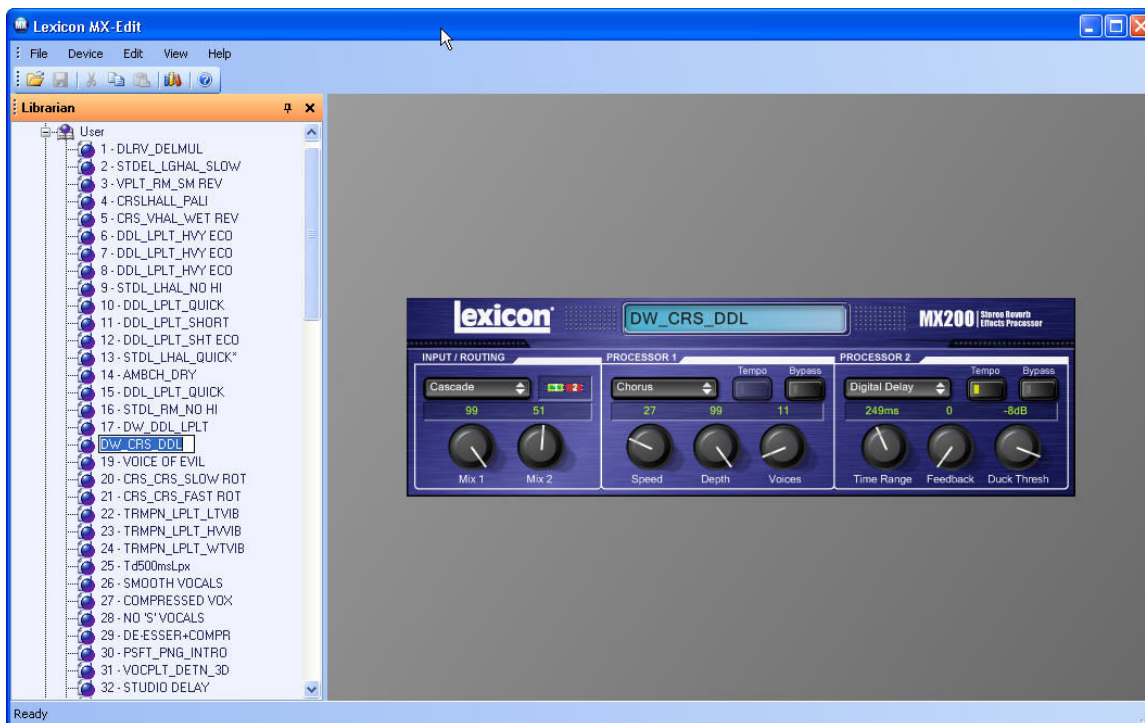 Lexicon MX-Edit
File Device Edit View Help
Librarian
User
1 - DLRV_DELMUL
2 - STDEL_LGHAL_SLOW
3 - VPLT_RM_SM REV
4 - CRSLHALL_PALI
5 - CRS_VHAL_WET REV
6 - DDL_LPLT_HVY ECO
7 - DDL_LPLT_HVY ECO
8 - DDL_LPLT_HVY ECO
9 - STDL_LHAL_NO HI
10 - DDL_LPLT_QUICK
11 - DDL_LPLT_SHORT
12 - DDL_LPLT_SHT ECO
13 - STDL_LHAL_QUICK*
14 - AMBCH_DRY
15 - DDL_LPLT_QUICK
16 - STDL_RM_NO HI
17 - DW_DDL_LPLT
DW_CRS_DDL
19 - VOICE OF EVIL
20 - CRS_CRS_SLOW ROT
21 - CRS_CRS_FAST ROT
22 - TRMPN_LPLT_LTVIB
23 - TRMPN_LPLT_HVVIB
24 - TRMPN_LPLT_WTVIB
25 - Td500msLpx
26 - SMOOTH VOCALS
27 - COMPRESSED VOX
28 - NO 'S' VOCALS
29 - DE-ESSER+COMPR
30 - PSFT_PNG_INTRO
31 - VOCPLT_DETN_3D
32 - STUDIO DELAY
lexicon
DW_CRS_DDL
MX200 Stereo Reverb
Effects Processor
INPUT / ROUTING
Cascade
99 51
Mix 1 Mix 2
PROCESSOR 1
Tempo Bypass
Chorus
27 99 11
Speed Depth Voices
PROCESSOR 2
Tempo Bypass
Digital Delay
249ms 0 -8dB
Time Range Feedback Duck Thresh
Ready